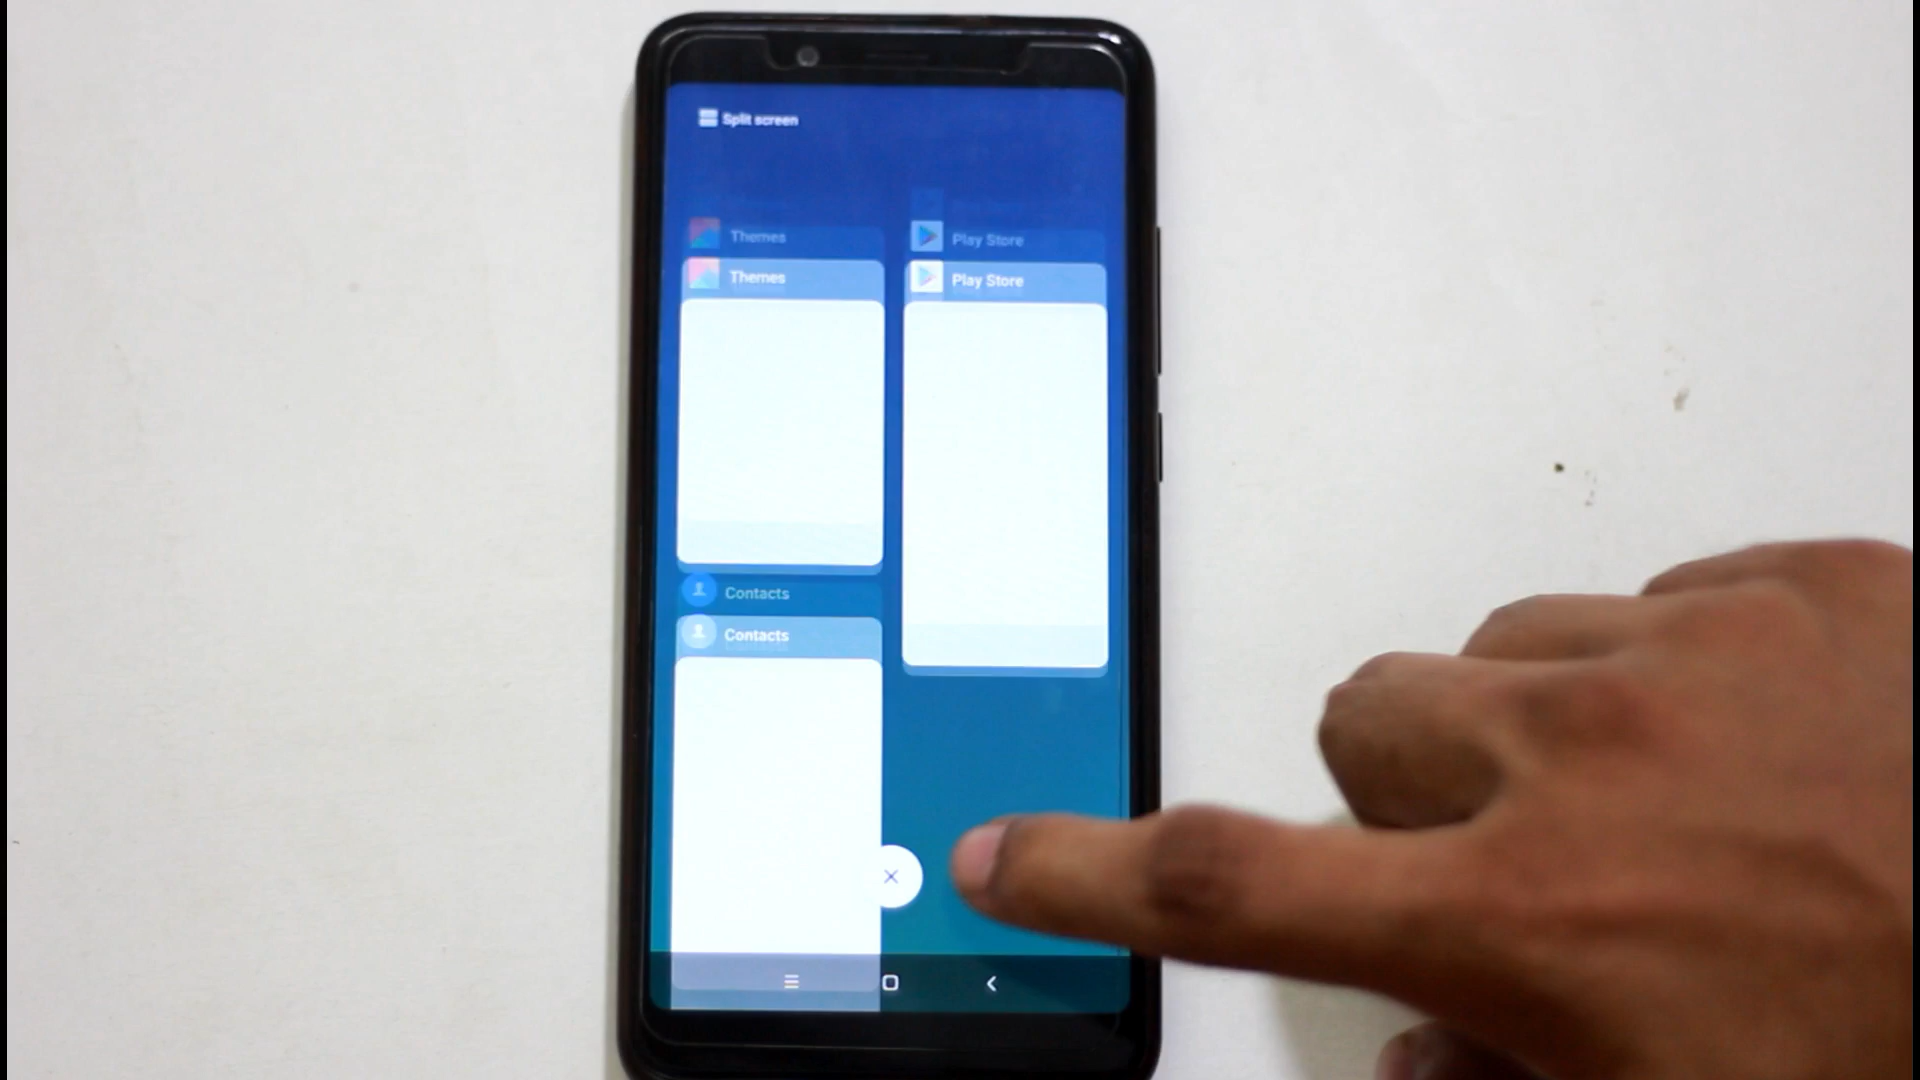 Split screen
Themes
Play Store
Themes
Play Store
Contacts
Contacts